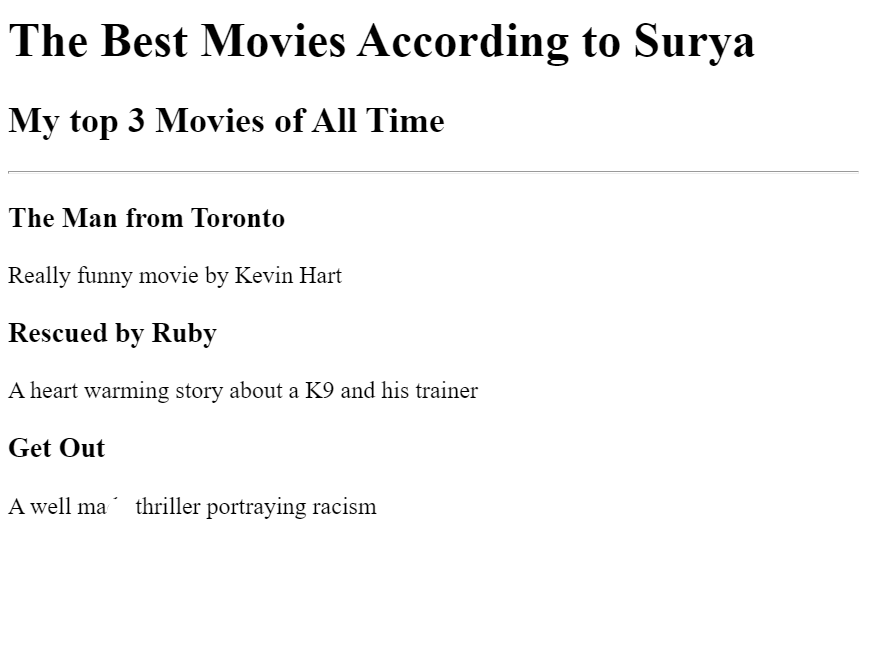 The Best Movies According to Surya
My top 3 Movies of All Time
The Man from Toronto
Really funny movie by Kevin Hart
Rescued by Ruby
A heart warming story about a K9 and his trainer
Get Out
A well thriller portraying racism